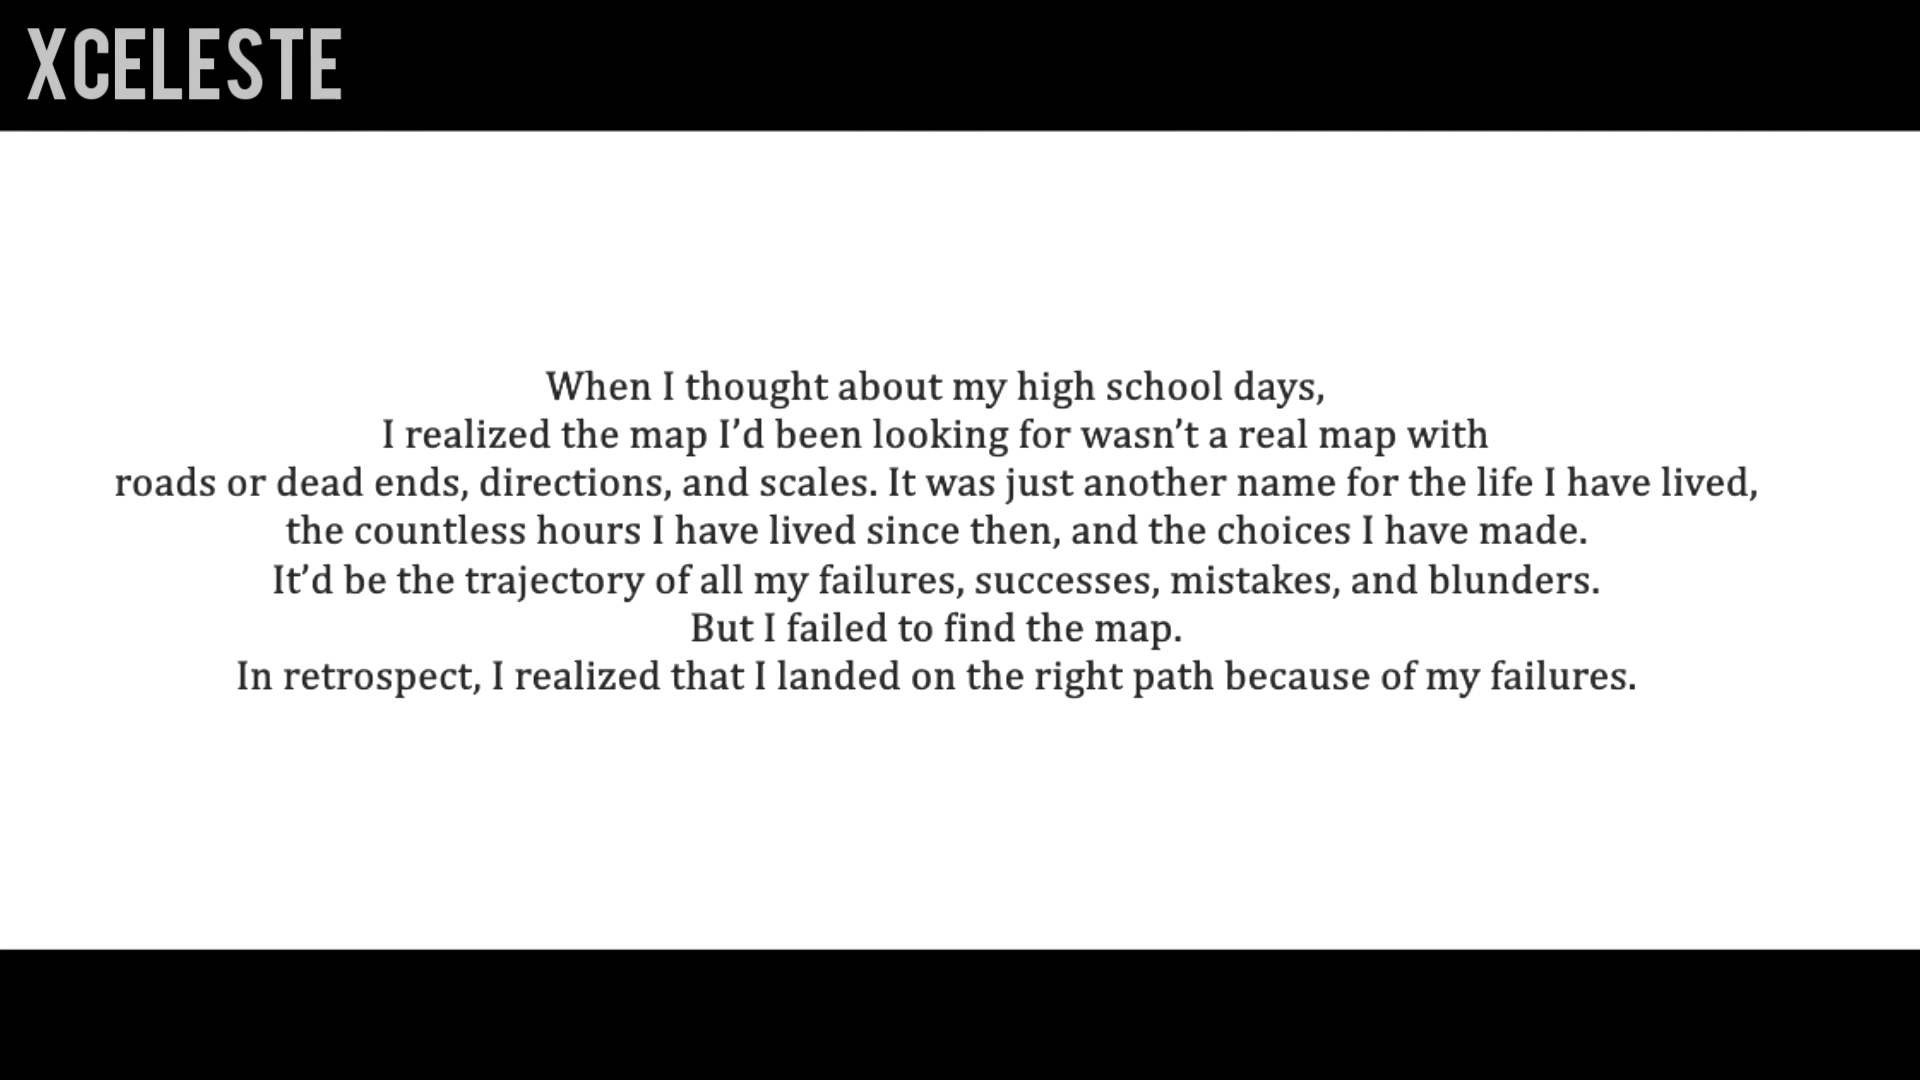 XCELESTE
When I thought about my high school days,
I realized the map I’d been looking for wasn’t a real map with
roads or dead ends, directions, and scales. It was just another name for the life I have lived,
the countless hours I have lived since then, and the choices I have made.
It’d be the trajectory of all my failures, successes, mistakes, and blunders.
But I failed to find the map.
In retrospect, I realized that I landed on the right path because of my failures.